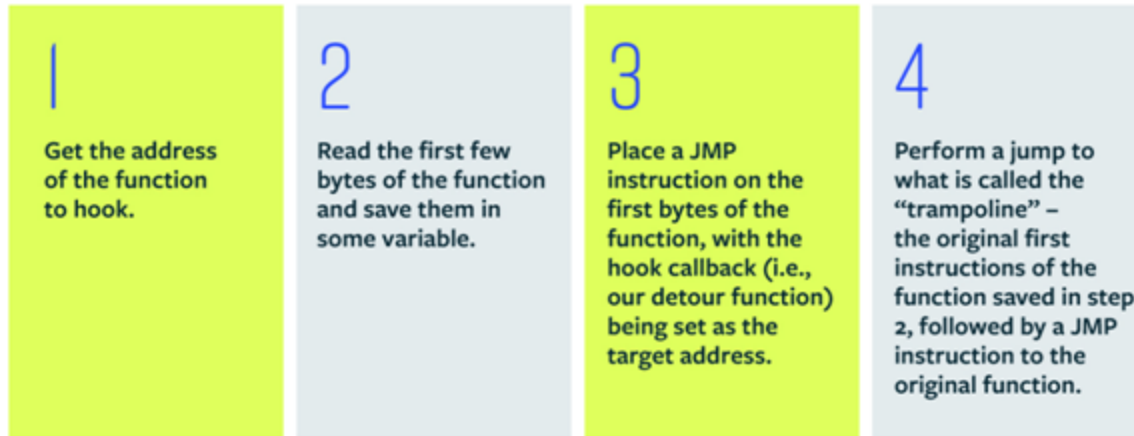 1
Get the address
of the function
to hook.
2
Read the first few
bytes of the function
and save them in
some variable.
3
Place a JMP
instruction on the
first bytes of the
function, with the
hook callback (i.e.,
our detour function)
being set as the
target address.
4
Perform a jump to
what is called the
“trampoline” –
the original first
instructions of the
function saved in step
2, followed by a JMP
instruction to the
original function.